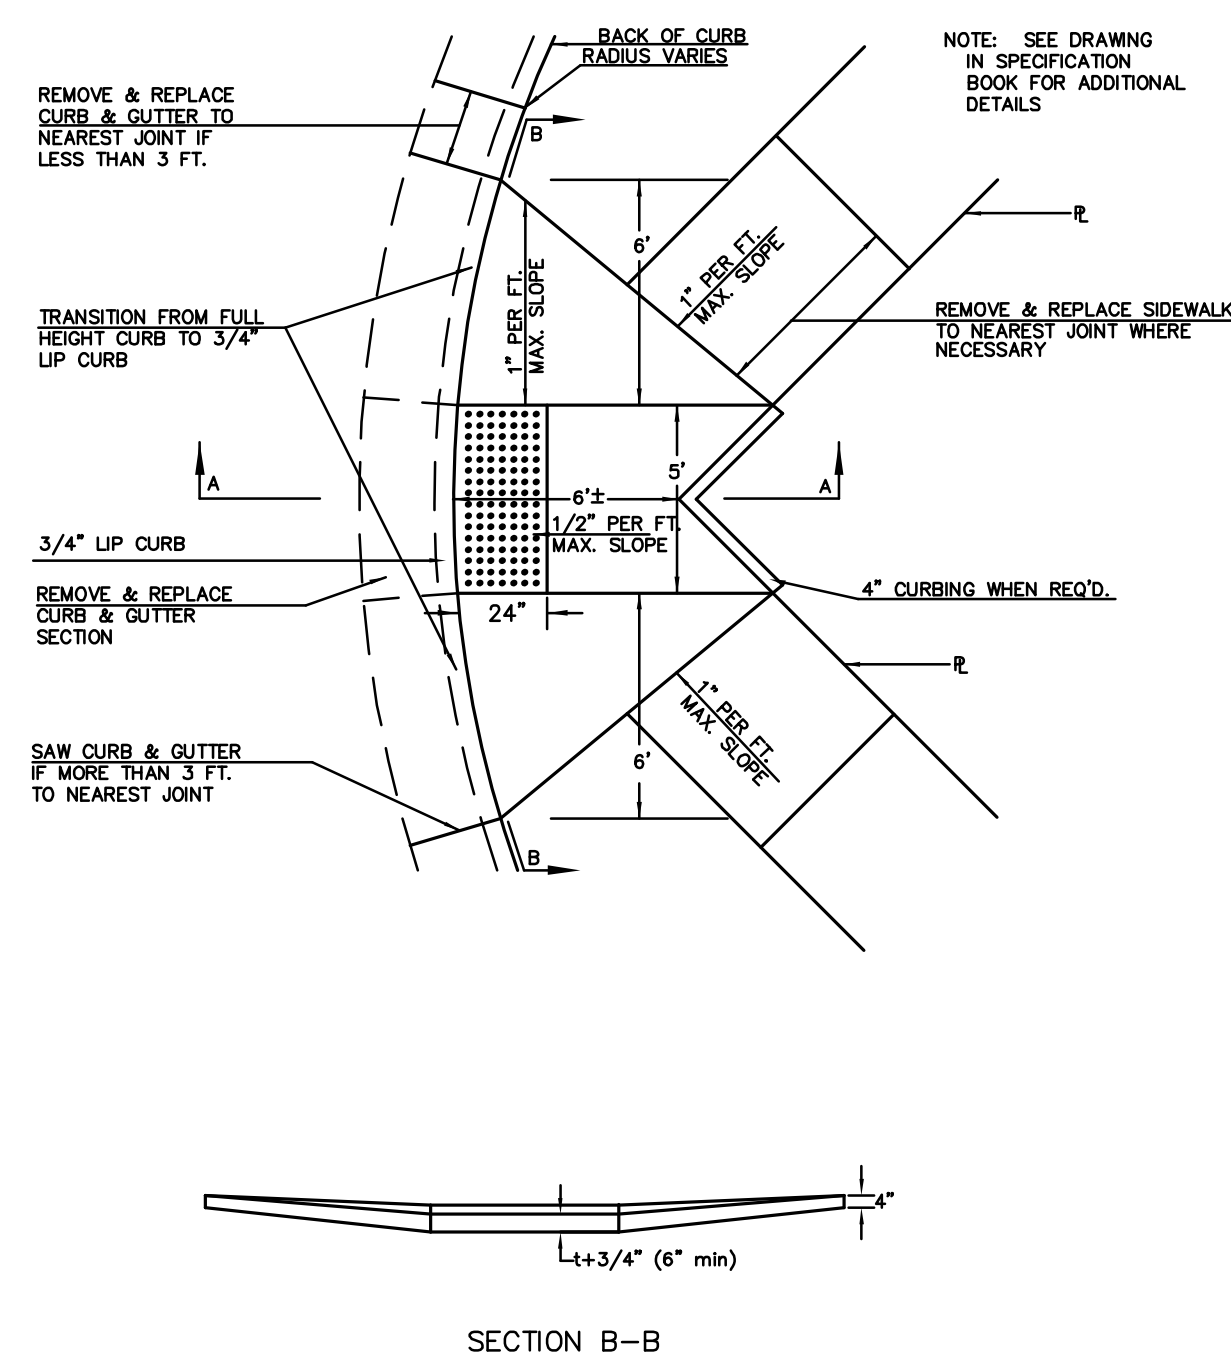 BACK OF CURB
RADIUS VARIES
NOTE: SEE DRAWING
IN SPECIFICATION
BOOK FOR ADDITIONAL
DETAILS
REMOVE & REPLACE
CURB & GUTTER TO
NEAREST JOINT IF
LESS THAN 3 FT.
B
PL
6'
1" PER FT.
MAX. SLOPE
1" PER FT.
MAX. SLOPE
TRANSITION FROM FULL
HEIGHT CURB TO 3/4"
LIP CURB
REMOVE & REPLACE SIDEWALK
TO NEAREST JOINT WHERE
NECESSARY
A
5'
A
6'±
1/2" PER FT.
MAX. SLOPE
3/4" LIP CURB
REMOVE & REPLACE
CURB & GUTTER
SECTION
24"
4" CURBING WHEN REQ'D.
PL
1" PER FT.
MAX. SLOPE
6'
SAW CURB & GUTTER
IF MORE THAN 3 FT.
TO NEAREST JOINT
B
4"
t+3/4" (6" min)
SECTION B-B